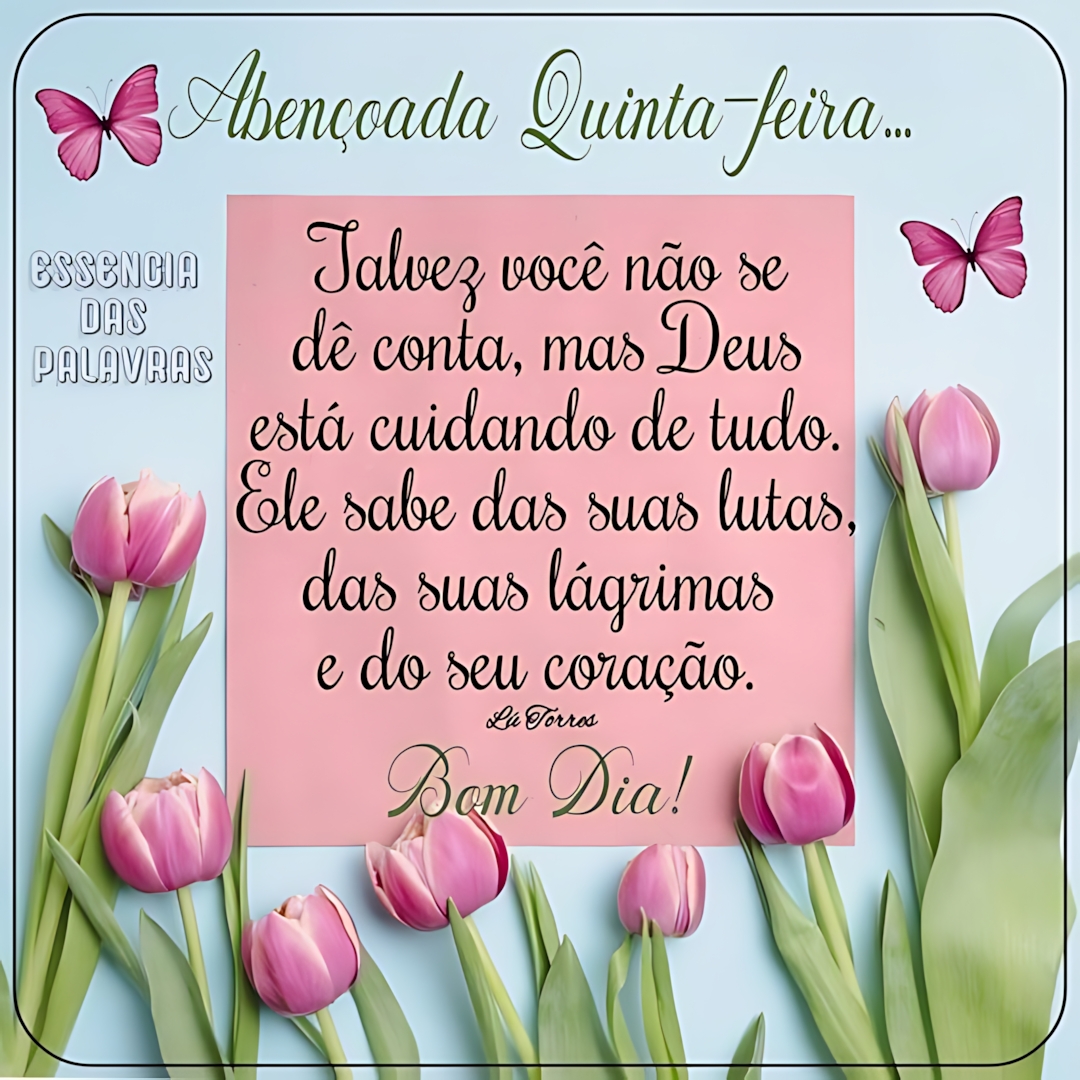 Abençoada Quinta-feira...
ESSENCIA
DAS
PALAVRAS
Talvez você não se
dê conta, mas Deus
está cuidando de tudo.
Ele sabe das suas lutas,
das suas lágrimas
e do seu coração.
Lú Torres
Bom Dia!